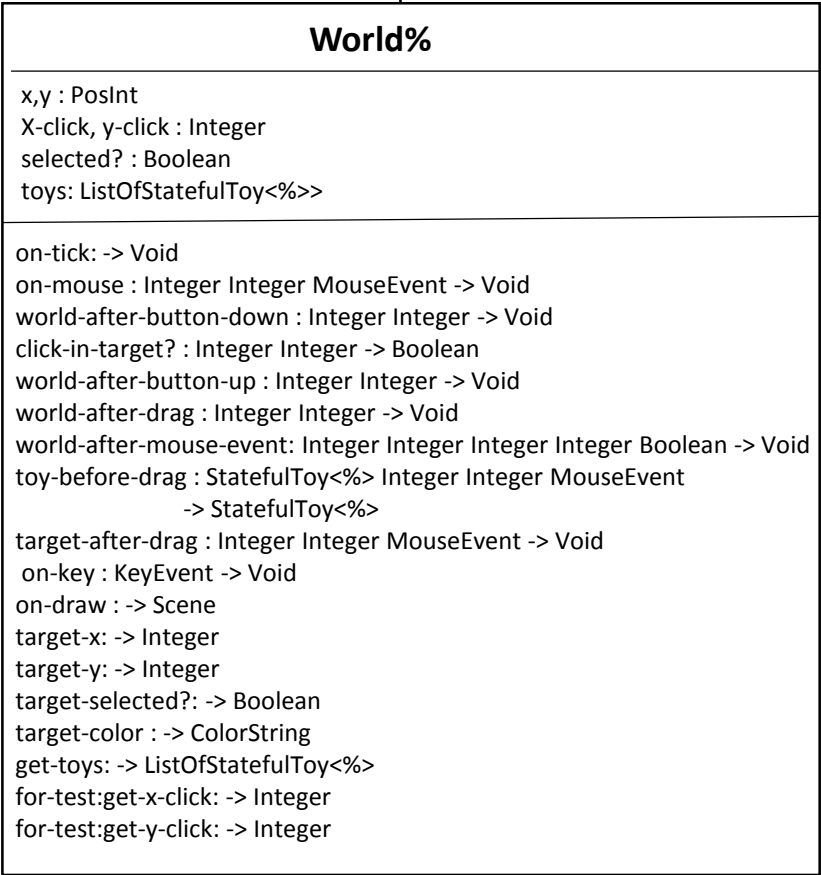 World%
x,y : PosInt
X-click, y-click : Integer
selected? : Boolean
toys: ListOfStatefulToy<%>>
on-tick: -> Void
on-mouse : Integer Integer MouseEvent -> Void
world-after-button-down : Integer Integer -> Void
click-in-target? : Integer Integer -> Boolean
world-after-button-up : Integer Integer -> Void
world-after-drag : Integer Integer -> Void
world-after-mouse-event: Integer Integer Integer Integer Boolean -> Void
toy-before-drag : StatefulToy<%> Integer Integer MouseEvent
-> StatefulToy<%>
target-after-drag : Integer Integer MouseEvent -> Void
on-key : KeyEvent -> Void
on-draw : -> Scene
target-x: -> Integer
target-y: -> Integer
target-selected?: -> Boolean
target-color : -> ColorString
get-toys: -> ListOfStatefulToy<%>
for-test:get-x-click: -> Integer
for-test:get-y-click: -> Integer